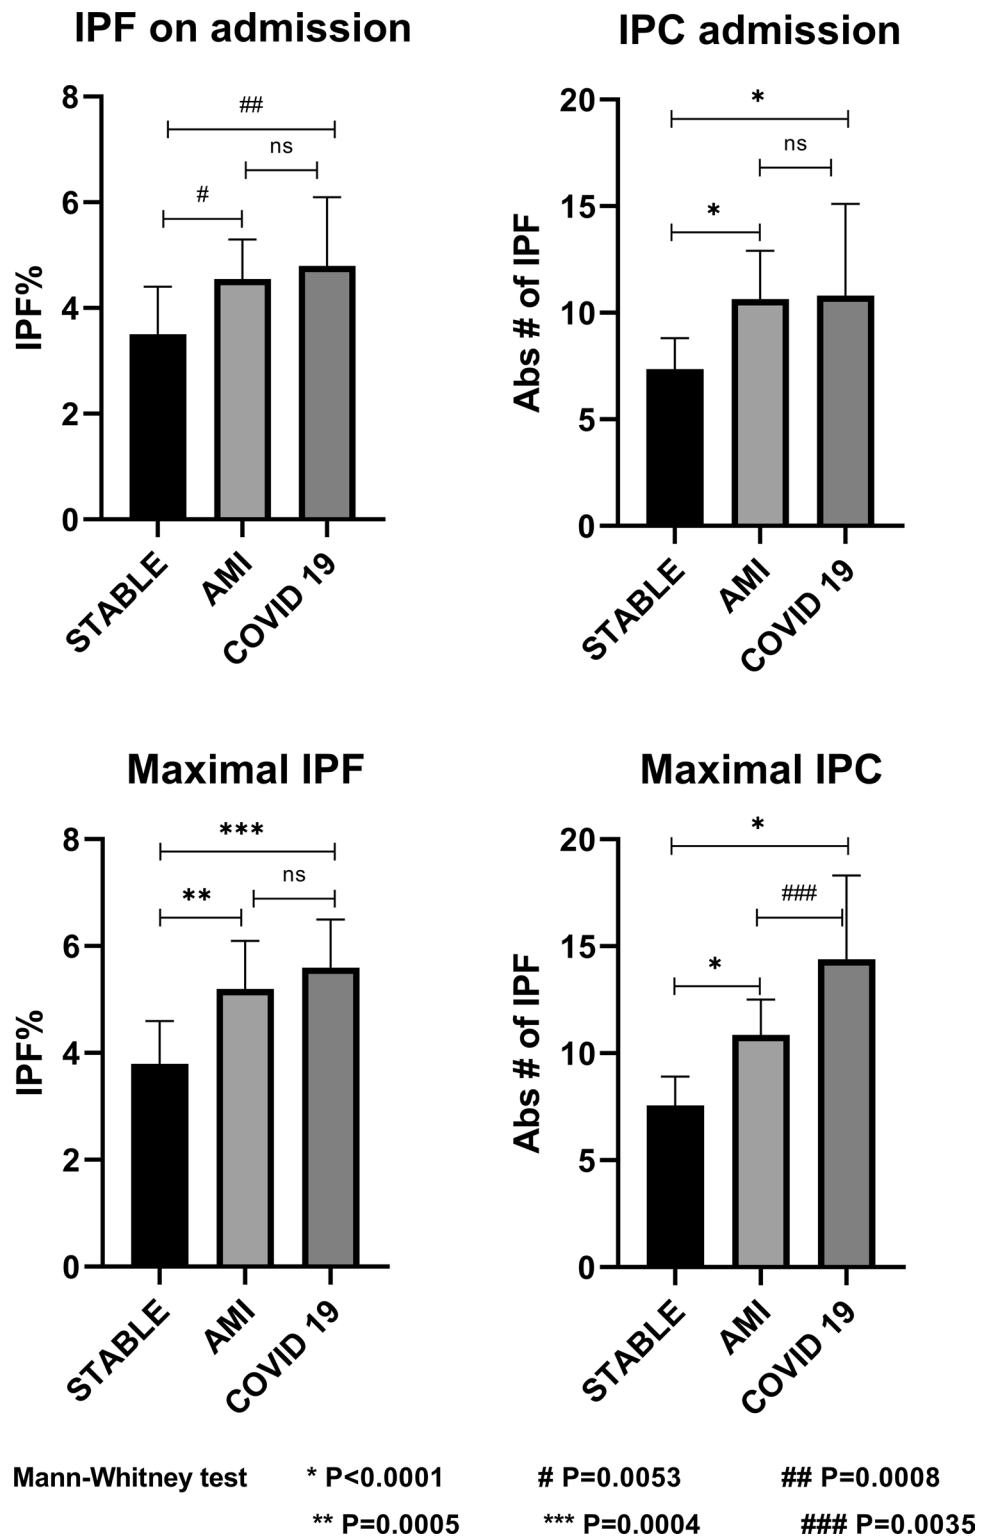 IPF on admission
IPC admission
IPF%
8
6
4
2
0
##
ns
#
STABLE
AMI
COVID 19
Abs # of IPF
20
15
10
5
0
*
ns
*
STABLE
AMI
COVID 19
Maximal IPF
Maximal IPC
IPF%
8
6
4
2
0
***
ns
**
STABLE
AMI
COVID 19
Abs # of IPF
20
15
10
5
0
*
###
*
STABLE
AMI
COVID 19
Mann-Whitney test * P<0.0001 # P=0.0053 ## P=0.0008
** P=0.0005 *** P=0.0004 ### P=0.0035